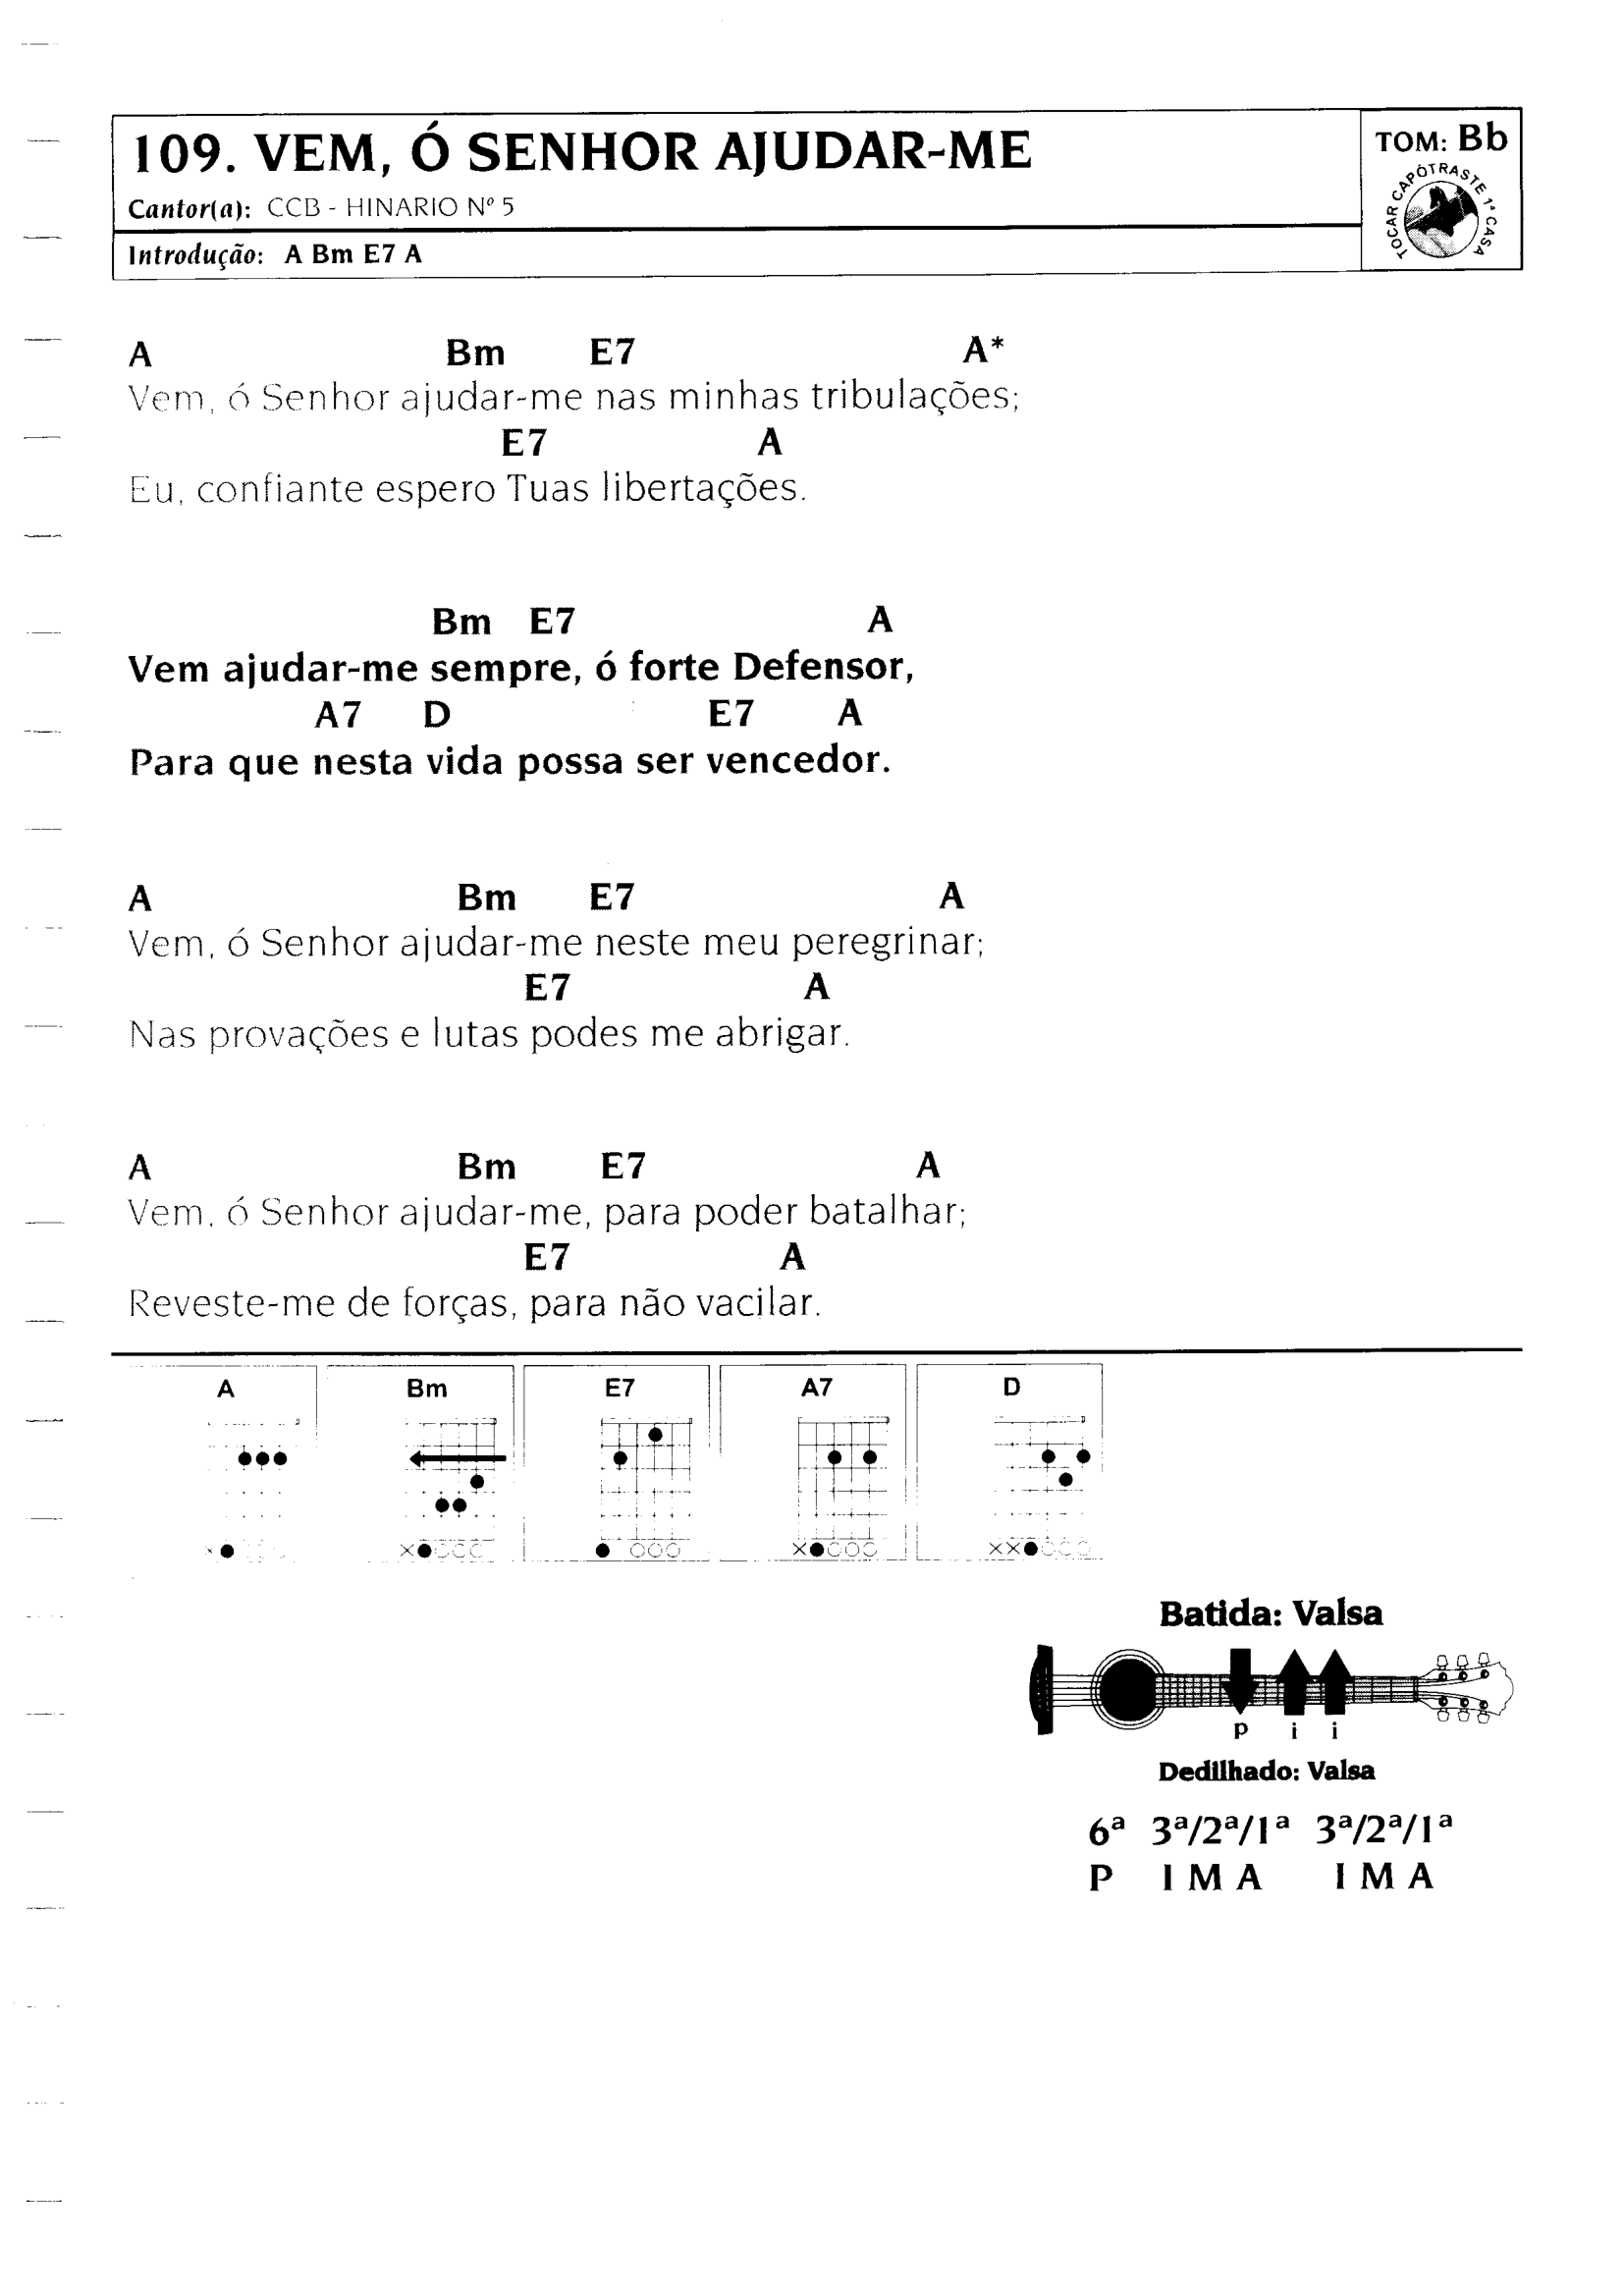 109. VEM, Ó SENHOR AJUDAR-ME
TOM: Bb
TOCAR CAPÔTRASTE 1ª CASA
Cantor(a): CCB - HINARIO Nº 5
Introdução: A Bm E7 A
A Bm E7 A*
Vem, ó Senhor ajudar-me nas minhas tribulações;
E7 A
Eu, confiante espero Tuas libertações.
Bm E7 A
Vem ajudar-me sempre, ó forte Defensor,
A7 D E7 A
Para que nesta vida possa ser vencedor.
A Bm E7 A
Vem, ó Senhor ajudar-me neste meu peregrinar;
E7 A
Nas provações e lutas podes me abrigar.
A Bm E7 A
Vem, ó Senhor ajudar-me, para poder batalhar;
E7 A
Reveste-me de forças, para não vacilar.
A Bm E7 A7 D
Batida: Valsa
p i i
Dedilhado: Valsa
6ª 3ª/2ª/1ª 3ª/2ª/1ª
P I M A I M A